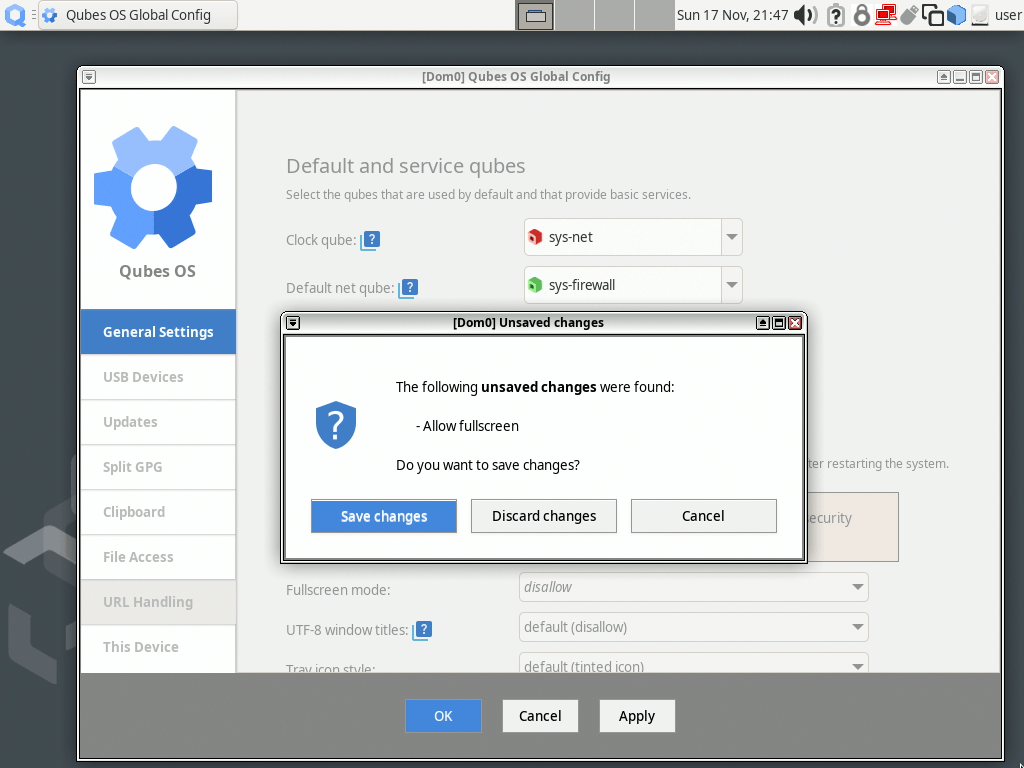 Qubes OS Global Config
Sun 17 Nov, 21:47
user
[Dom0] Qubes OS Global Config
Qubes OS
General Settings
USB Devices
Updates
Split GPG
Clipboard
File Access
URL Handling
This Device
Default and service qubes
Select the qubes that are used by default and that provide basic services.
Clock qube: ?
sys-net
Default net qube: ?
sys-firewall
[Dom0] Unsaved changes
The following unsaved changes were found:
- Allow fullscreen
Do you want to save changes?
Save changes
Discard changes
Cancel
restarting the system.
security
Fullscreen mode:
disallow
UTF-8 window titles: ?
default (disallow)
Tray icon style:
default (tinted icon)
OK
Cancel
Apply